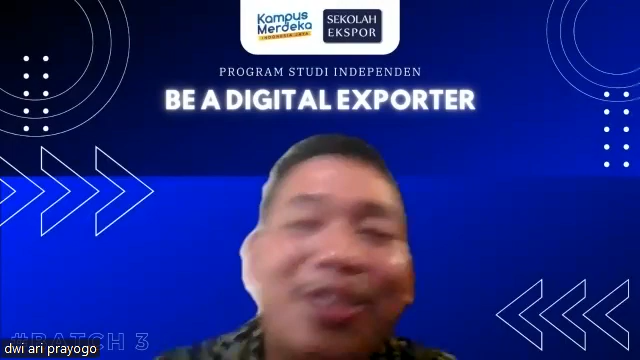 Kampus
Merdeka
INDONESIA JAYA
SEKOLAH
EKSPOR
PROGRAM STUDI INDEPENDEN
BE A DIGITAL EXPORTER
#BATCH 3
dwi ari prayogo